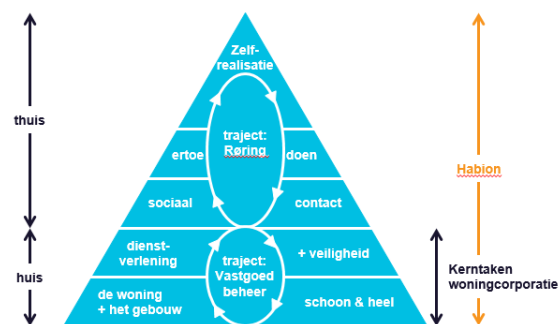 Zelf-
realisatie
thuis
traject:
Røring
ertoe
doen
sociaal
contact
Habion
dienst-
verlening
+ veiligheid
traject:
Vastgoed
beheer
huis
Kerntaken
woningcorporatie
de woning
+ het gebouw
schoon & heel